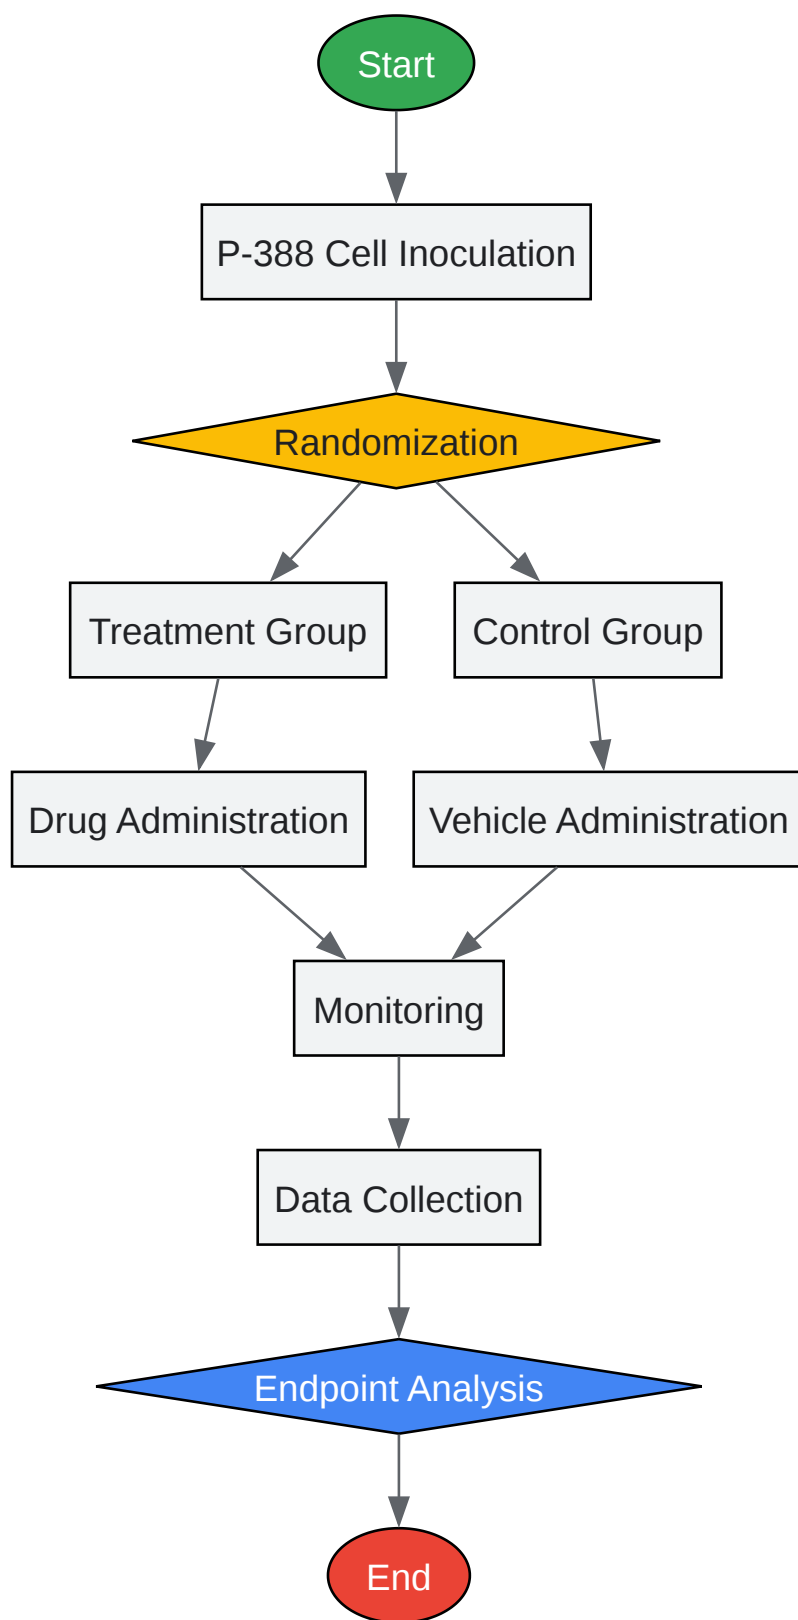 Start
P-388 Cell Inoculation
Randomization
Treatment Group
Control Group
Drug Administration
Vehicle Administration
Monitoring
Data Collection
Endpoint Analysis
End